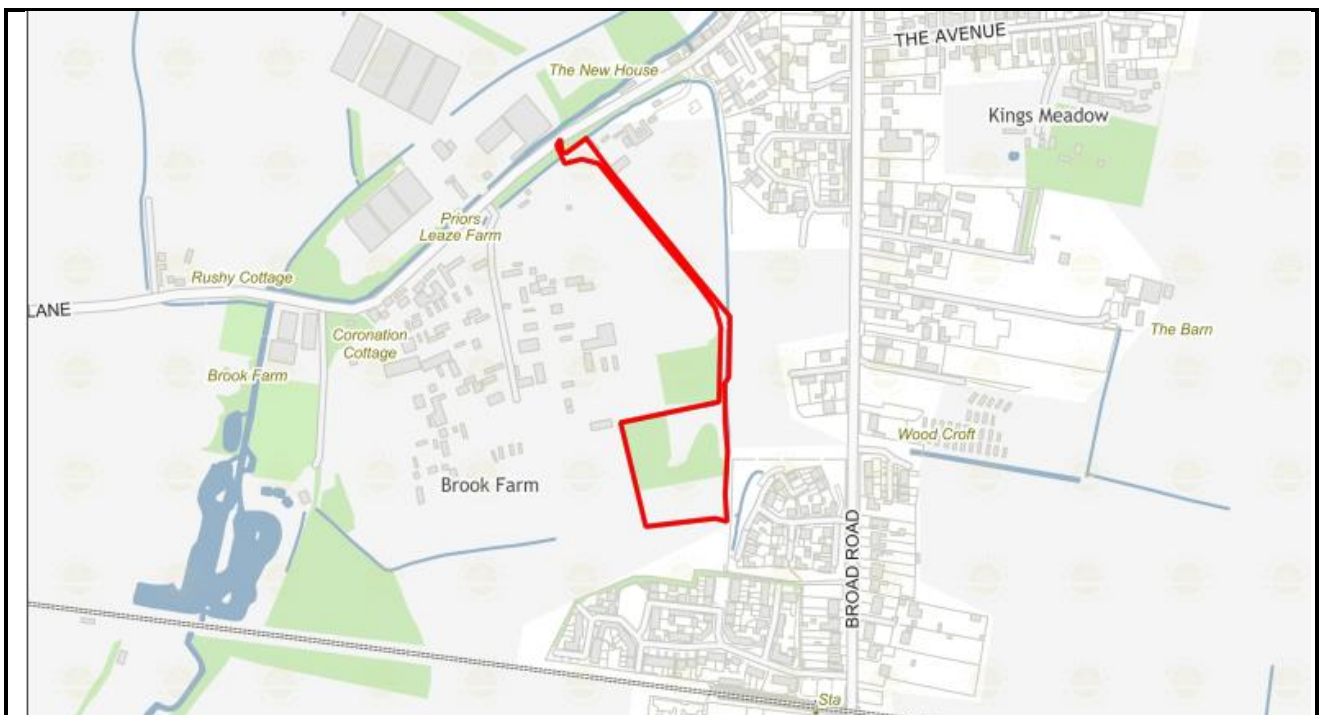 THE AVENUE
The New House
Kings Meadow
Priors
Leaze Farm
Rushy Cottage
LANE
Coronation
Cottage
The Barn
Brook Farm
Wood Croft
Brook Farm
BROAD ROAD
Sta